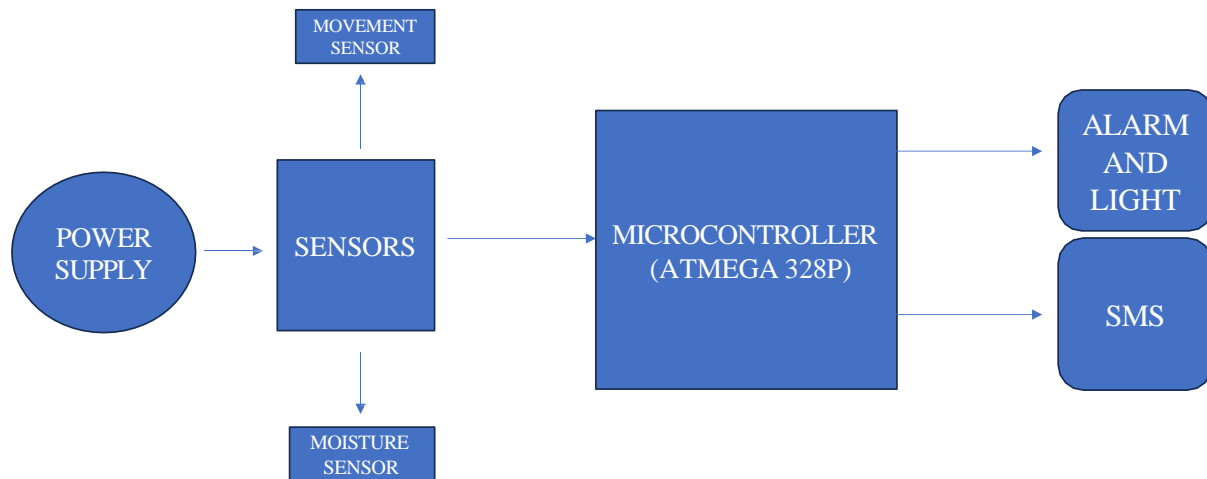 MOVEMENT
SENSOR
POWER
SUPPLY
SENSORS
MICROCONTROLLER
(ATMEGA 328P)
ALARM
AND
LIGHT
SMS
MOISTURE
SENSOR